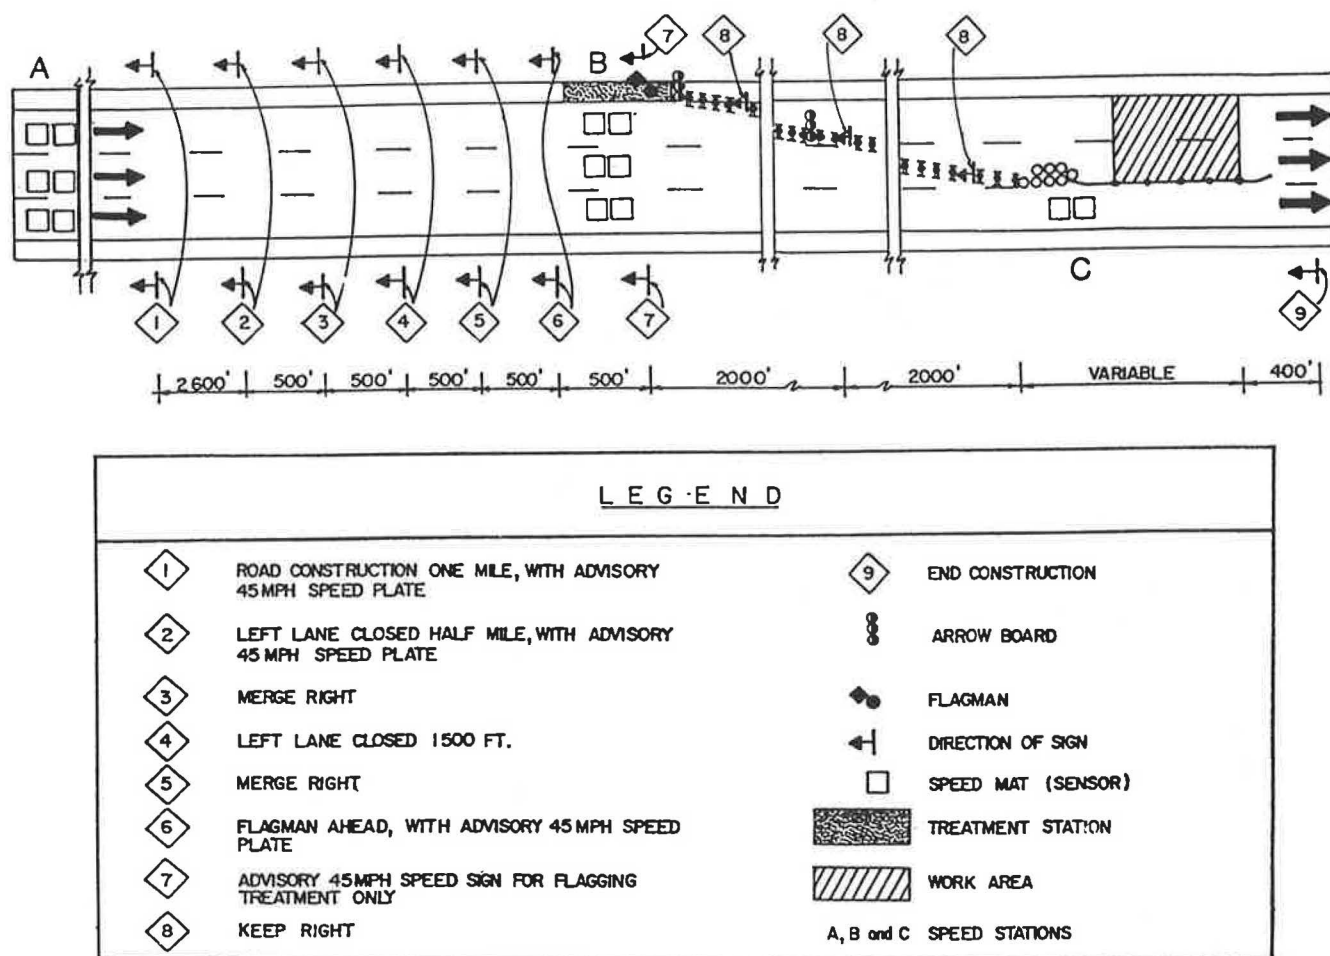 A
B
7
8
8
8
C
1
2
3
4
5
6
7
9
2600' 500' 500' 500' 500' 500' 2000' 2000' VARIABLE 400'
LEGEND
1 ROAD CONSTRUCTION ONE MILE, WITH ADVISORY
45 MPH SPEED PLATE
2 LEFT LANE CLOSED HALF MILE, WITH ADVISORY
45 MPH SPEED PLATE
3 MERGE RIGHT
4 LEFT LANE CLOSED 1500 FT.
5 MERGE RIGHT
6 FLAGMAN AHEAD, WITH ADVISORY 45 MPH SPEED
PLATE
7 ADVISORY 45 MPH SPEED SIGN FOR FLAGGING
TREATMENT ONLY
8 KEEP RIGHT
9 END CONSTRUCTION
ARROW BOARD
FLAGMAN
DIRECTION OF SIGN
SPEED MAT (SENSOR)
TREATMENT STATION
WORK AREA
A, B and C SPEED STATIONS